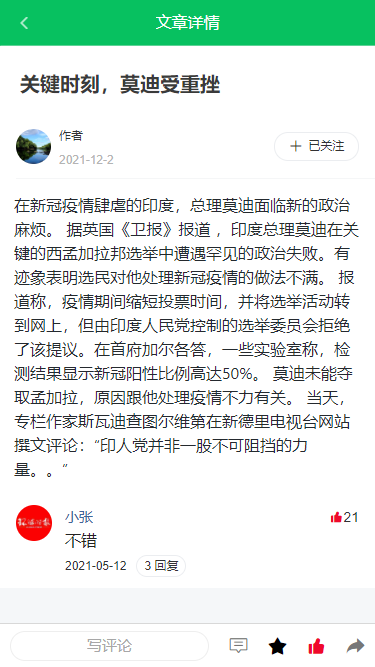 文章详情
关键时刻，莫迪受重挫
作者
2021-12-2
已关注
在新冠疫情肆虐的印度，总理莫迪面临新的政治
麻烦。 据英国《卫报》报道 ，印度总理莫迪在关
键的西孟加拉邦选举中遭遇罕见的政治失败。有
迹象表明选民对他处理新冠疫情的做法不满。 报
道称，疫情期间缩短投票时间，并将选举活动转
到网上，但由印度人民党控制的选举委员会拒绝
了该提议。在首府加尔各答，一些实验室称，检
测结果显示新冠阳性比例高达50%。 莫迪未能夺
取孟加拉，原因跟他处理疫情不力有关。 当天，
专栏作家斯瓦迪查图尔维第在新德里电视台网站
撰文评论：“印人党并非一股不可阻挡的力
量。。”
小张
21
不错
2021-05-12
3 回复
写评论